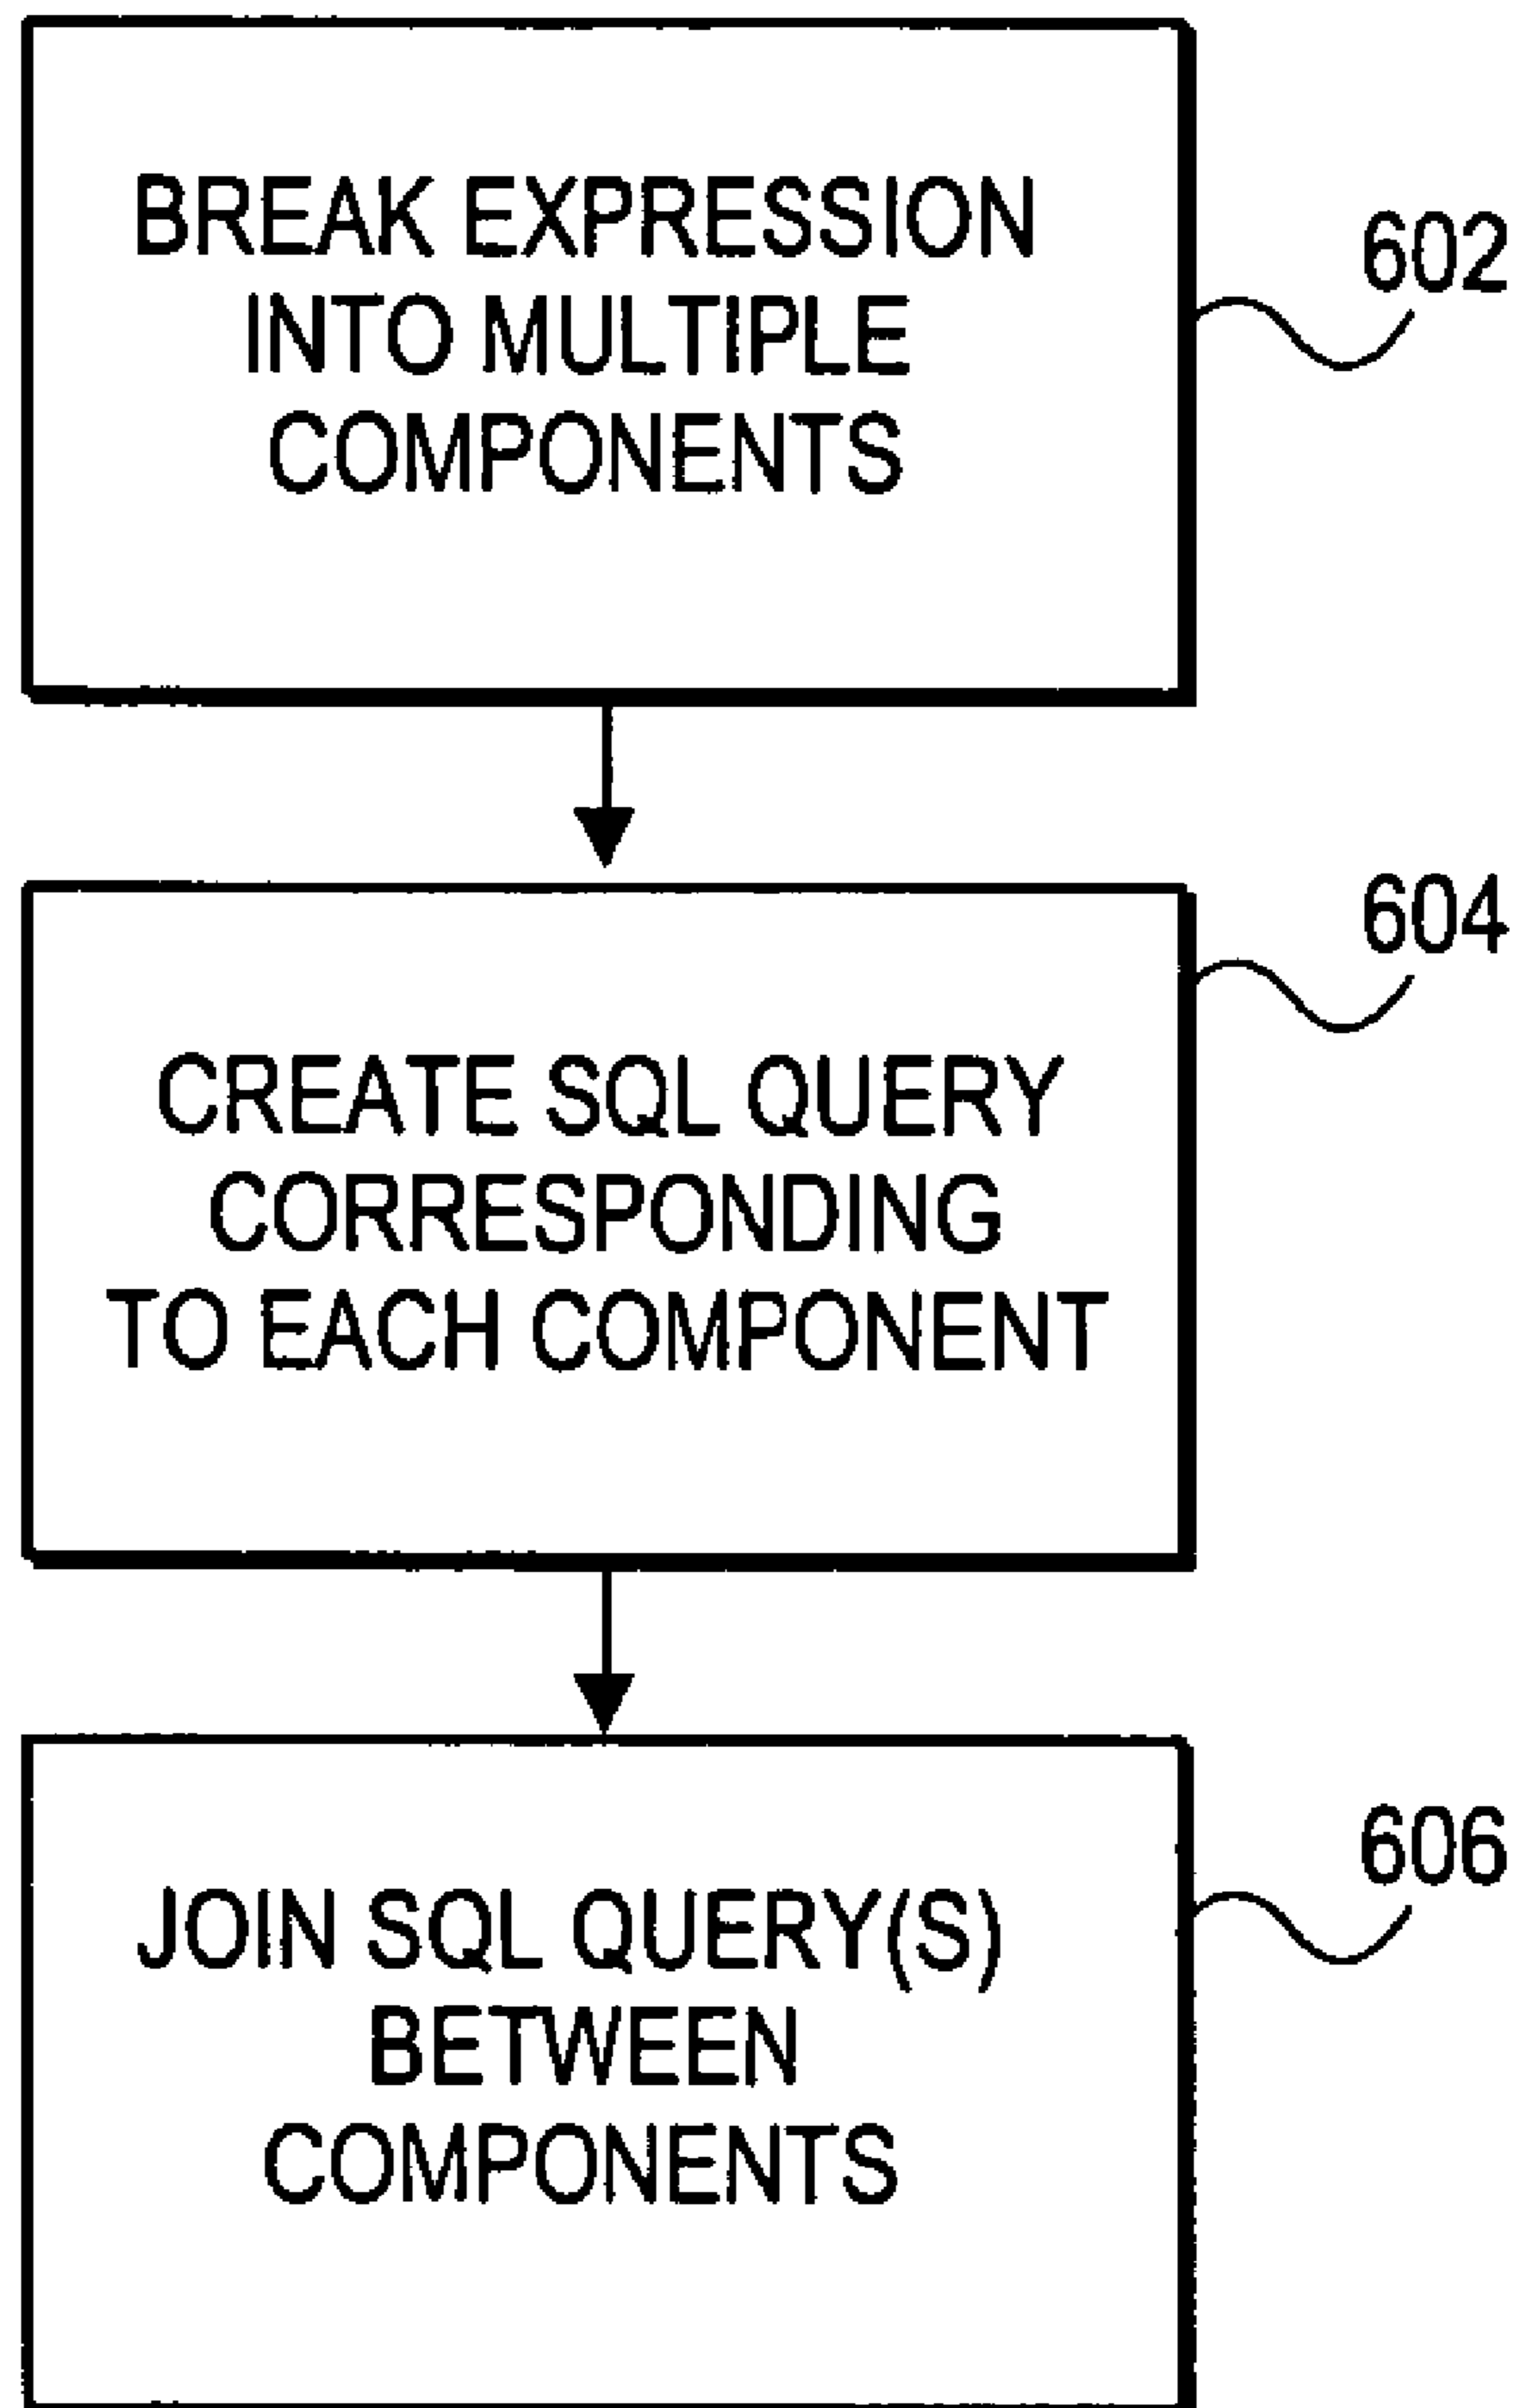 BREAK EXPRESSION
INTO MULTIPLE
COMPONENTS
602
CREATE SQL QUERY
CORRESPONDING
TO EACH COMPONENT
604
JOIN SQL QUERY(S)
BETWEEN
COMPONENTS
606